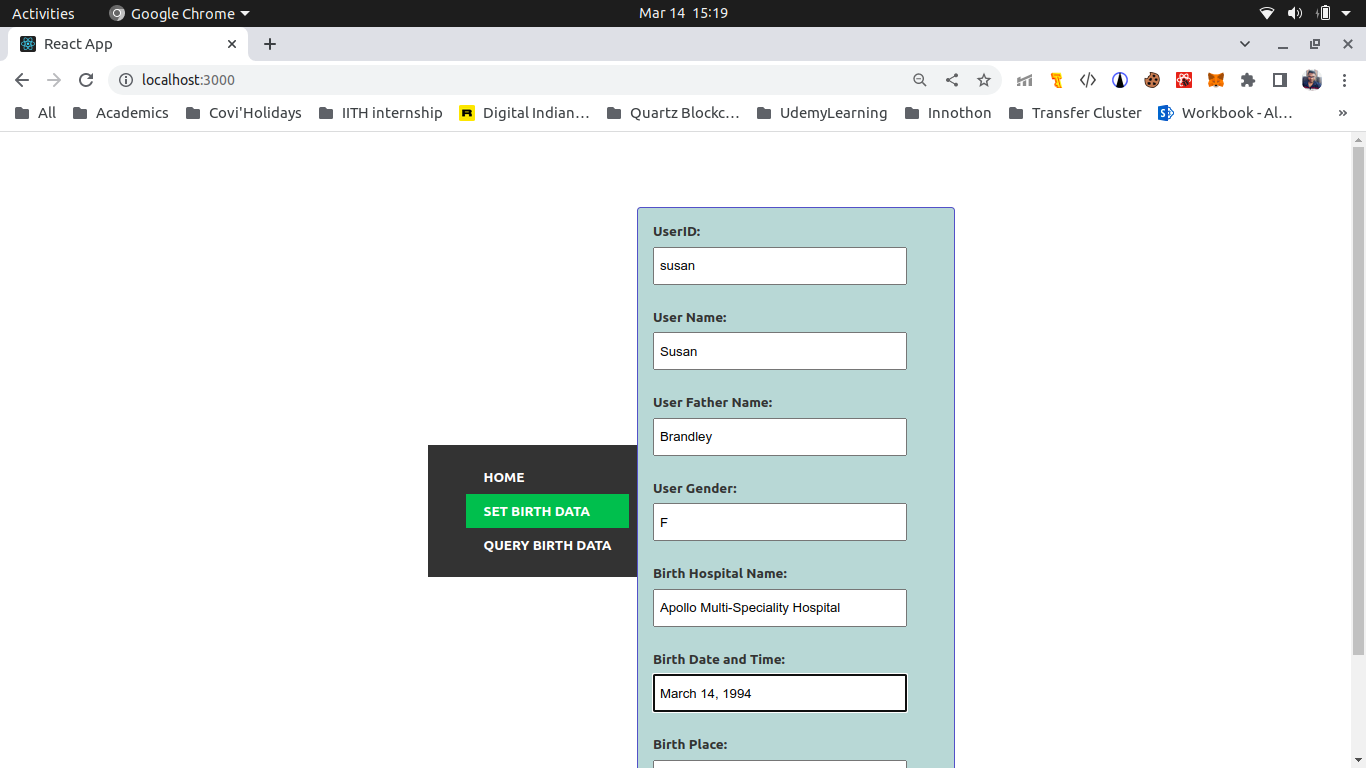 Activities Google Chrome Mar 14 15:19
React App
localhost:3000
All Academics Covi'Holidays IITH internship Digital Indian… Quartz Blockc… UdemyLearning Innothon Transfer Cluster Workbook - Al… »
UserID:
susan
User Name:
Susan
User Father Name:
Brandley
HOME
SET BIRTH DATA
QUERY BIRTH DATA
User Gender:
F
Birth Hospital Name:
Apollo Multi-Speciality Hospital
Birth Date and Time:
March 14, 1994
Birth Place: